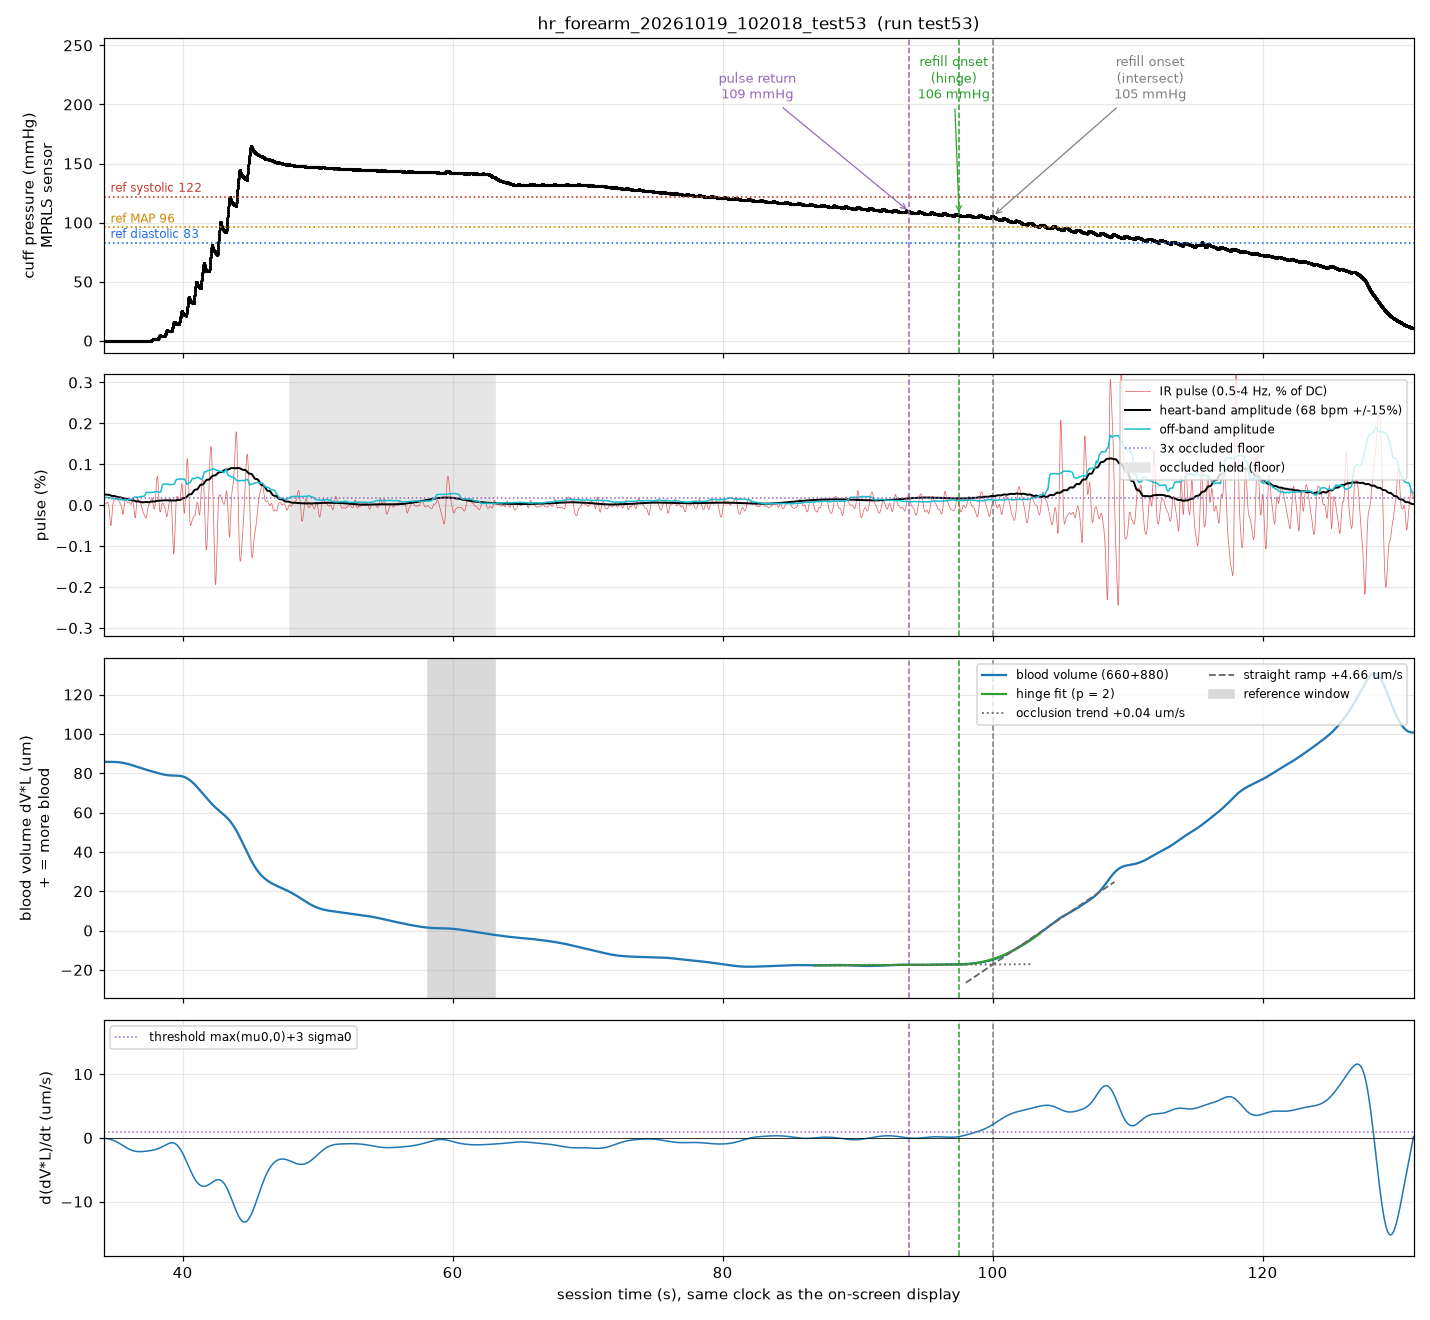 hr_forearm_20261019_102018_test53  (run test53)
cuff pressure (mmHg)
MPRLS sensor
250
200
150
100
50
0
pulse return
109 mmHg
refill onset
(hinge)
106 mmHg
refill onset
(intersect)
105 mmHg
ref systolic 122
ref MAP 96
ref diastolic 83
pulse (%)
0.3
0.2
0.1
0.0
−0.1
−0.2
−0.3
IR pulse (0.5-4 Hz, % of DC)
heart-band amplitude (68 bpm +/-15%)
off-band amplitude
3x occluded floor
occluded hold (floor)
blood volume dV*L (um)
+ = more blood
120
100
80
60
40
20
0
−20
blood volume (660+880)
hinge fit (p = 2)
occlusion trend +0.04 um/s
straight ramp +4.66 um/s
reference window
d(dV*L)/dt (um/s)
10
0
−10
threshold max(mu0,0)+3 sigma0
40
60
80
100
120
session time (s), same clock as the on-screen display